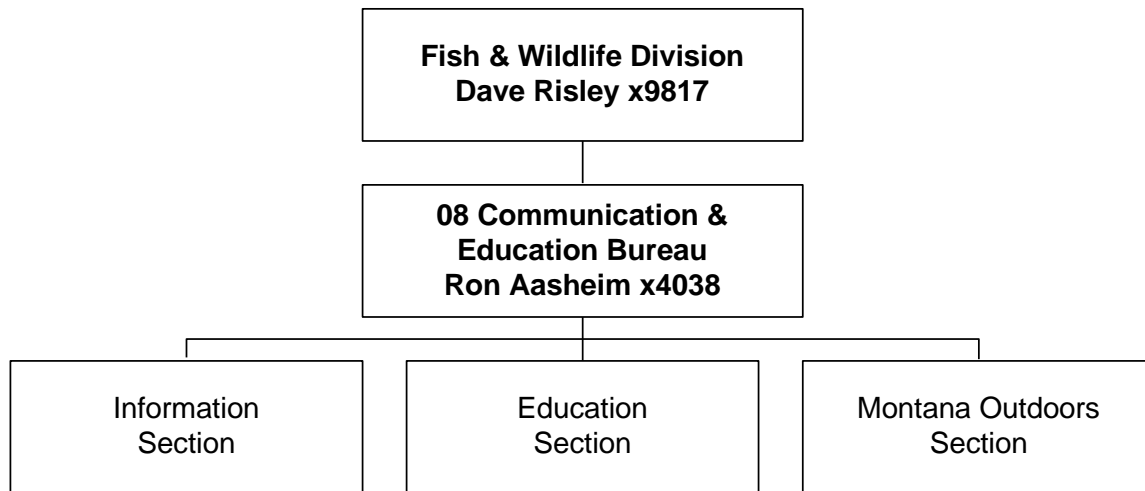 Fish & Wildlife Division
Dave Risley x9817
08 Communication &
Education Bureau
Ron Aasheim x4038
Information
Section
Education
Section
Montana Outdoors
Section